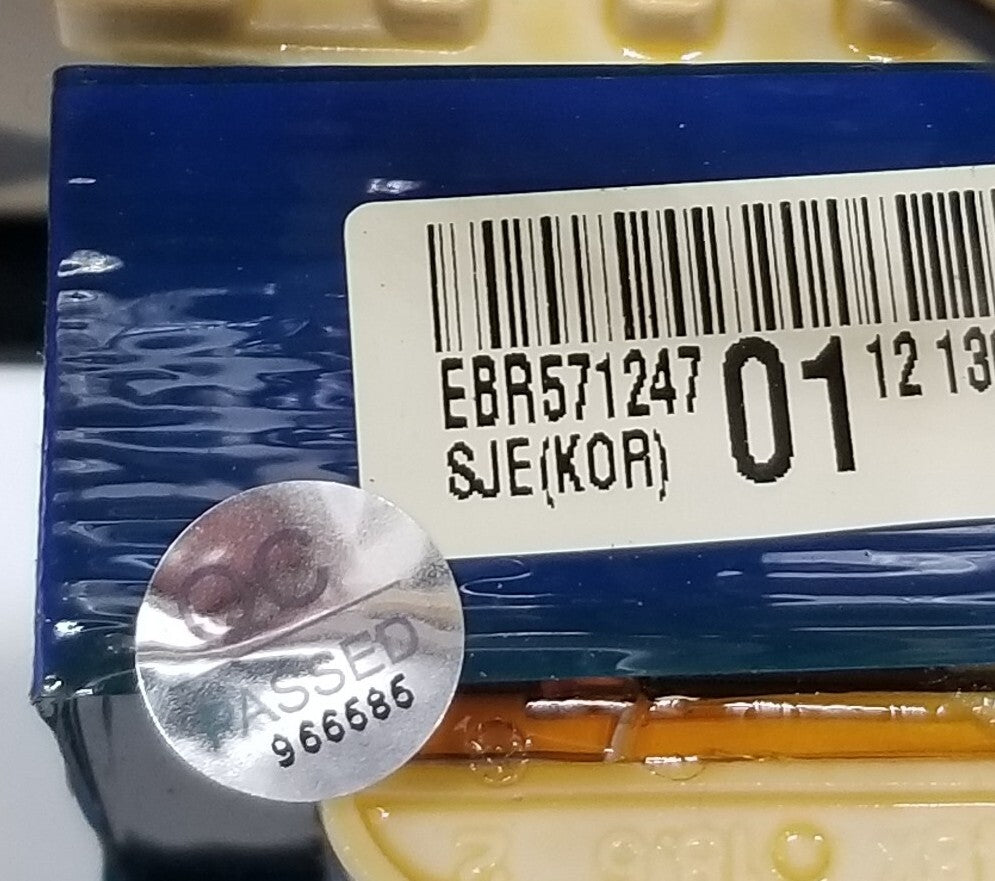 EBR571247 01 12 13
SJE(KOR)
QC
PASSED
966686